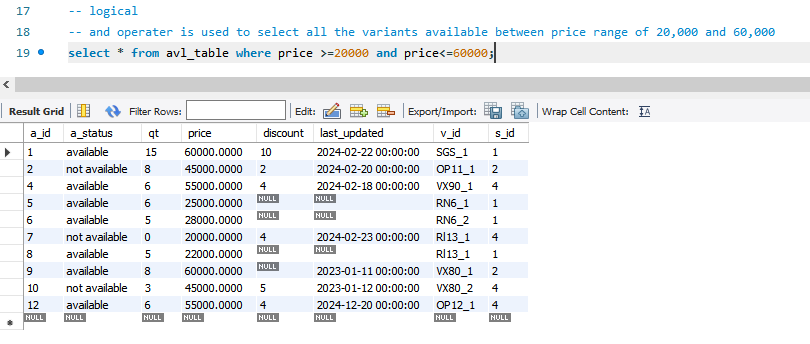 17 -- logical
18 -- and operater is used to select all the variants available between price range of 20,000 and 60,000
19 select * from avl_table where price >=20000 and price<=60000;
Result Grid Filter Rows: Edit: Export/Import: Wrap Cell Content:
a_id a_status qt price discount last_updated v_id s_id
1 available 15 60000.0000 10 2024-02-22 00:00:00 SGS_1 1
2 not available 8 45000.0000 2 2024-02-20 00:00:00 OP11_1 2
4 available 6 55000.0000 4 2024-02-18 00:00:00 VX90_1 4
5 available 6 25000.0000 NULL NULL RN6_1 1
6 available 5 28000.0000 NULL NULL RN6_2 1
7 not available 0 20000.0000 4 2024-02-23 00:00:00 Rl13_1 4
8 available 5 22000.0000 NULL NULL Rl13_1 1
9 available 8 60000.0000 NULL 2023-01-11 00:00:00 VX80_1 2
10 not available 3 45000.0000 5 2023-01-12 00:00:00 VX80_2 4
12 available 6 55000.0000 4 2024-12-20 00:00:00 OP12_1 4
NULL NULL NULL NULL NULL NULL NULL NULL